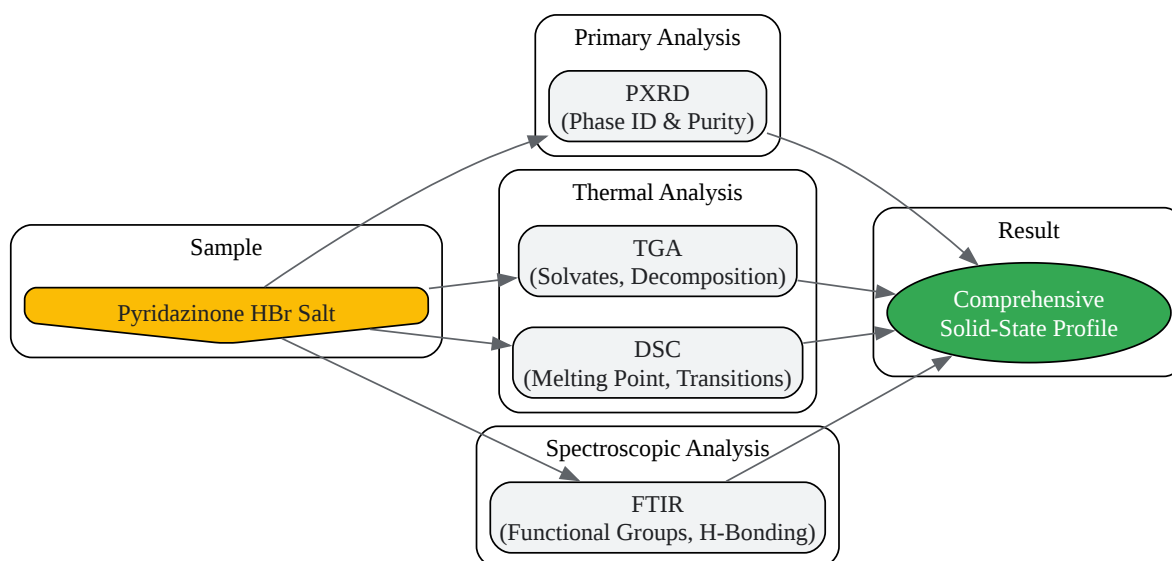 Primary Analysis
PXRD
(Phase ID & Purity)
Thermal Analysis
Sample
Result
TGA
(Solvates, Decomposition)
Pyridazinone HBr Salt
Comprehensive
Solid-State Profile
DSC
(Melting Point, Transitions)
Spectroscopic Analysis
FTIR
(Functional Groups, H-Bonding)